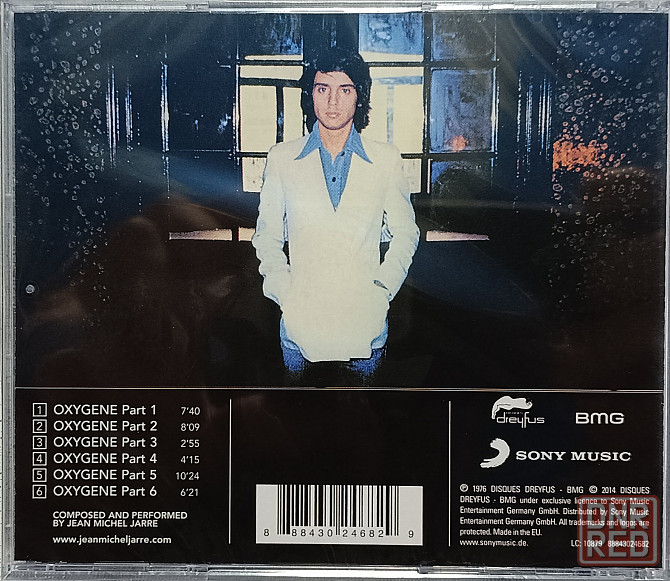 1 OXYGENE Part 1 7'40
2 OXYGENE Part 2 8'09
3 OXYGENE Part 3 2'55
4 OXYGENE Part 4 4'15
5 OXYGENE Part 5 10'24
6 OXYGENE Part 6 6'21
COMPOSED AND PERFORMED
BY JEAN MICHEL JARRE
www.jeanmicheljarre.com
8 88430 24682 9
dreyfus BMG
SONY MUSIC
℗ 1976 DISQUES DREYFUS - BMG © 2014 DISQUES
DREYFUS - BMG under exclusive licence to Sony Music
Entertainment Germany GmbH. Distributed by Sony Music
Entertainment Germany GmbH. All trademarks and logos are
protected. Made in the EU.
www.sonymusic.de. LC: 10879 88843024682
RED